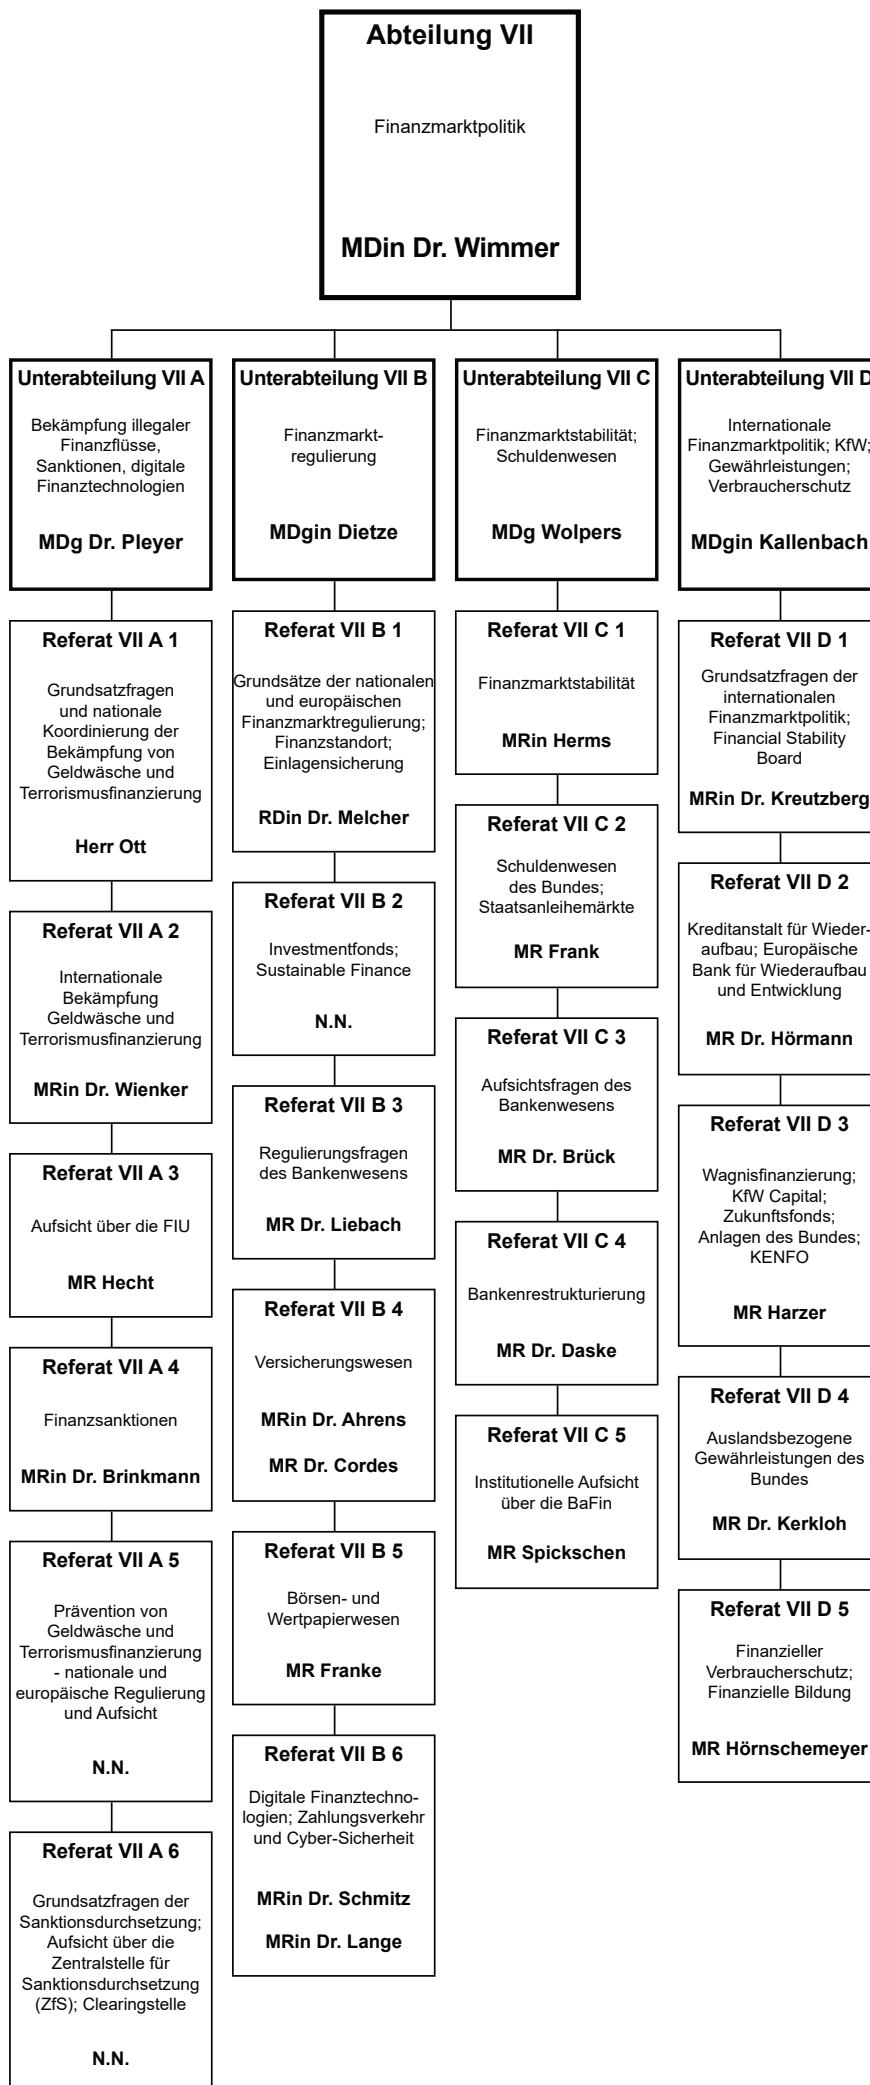 Abteilung VII
Finanzmarktpolitik
MDin Dr. Wimmer
Unterabteilung VII A
Bekämpfung illegaler
Finanzflüsse,
Sanktionen, digitale
Finanztechnologien
MDg Dr. Pleyer
Referat VII A 1
Grundsatzfragen
und nationale
Koordinierung der
Bekämpfung von
Geldwäsche und
Terrorismusfinanzierung
Herr Ott
Referat VII A 2
Internationale
Bekämpfung
Geldwäsche und
Terrorismusfinanzierung
MRin Dr. Wienker
Referat VII A 3
Aufsicht über die FIU
MR Hecht
Referat VII A 4
Finanzsanktionen
MRin Dr. Brinkmann
Referat VII A 5
Prävention von
Geldwäsche und
Terrorismusfinanzierung
- nationale und
europäische Regulierung
und Aufsicht
N.N.
Referat VII A 6
Grundsatzfragen der
Sanktionsdurchsetzung;
Aufsicht über die
Zentralstelle für
Sanktionsdurchsetzung
(ZfS); Clearingstelle
N.N.
Unterabteilung VII B
Finanzmarkt-
regulierung
MDgin Dietze
Referat VII B 1
Grundsätze der nationalen
und europäischen
Finanzmarktregulierung;
Finanzstandort;
Einlagensicherung
RDin Dr. Melcher
Referat VII B 2
Investmentfonds;
Sustainable Finance
N.N.
Referat VII B 3
Regulierungsfragen
des Bankenwesens
MR Dr. Liebach
Referat VII B 4
Versicherungswesen
MRin Dr. Ahrens
MR Dr. Cordes
Referat VII B 5
Börsen- und
Wertpapierwesen
MR Franke
Referat VII B 6
Digitale Finanztechno-
logien; Zahlungsverkehr
und Cyber-Sicherheit
MRin Dr. Schmitz
MRin Dr. Lange
Unterabteilung VII C
Finanzmarktstabilität;
Schuldenwesen
MDg Wolpers
Referat VII C 1
Finanzmarktstabilität
MRin Herms
Referat VII C 2
Schuldenwesen
des Bundes;
Staatsanleihemärkte
MR Frank
Referat VII C 3
Aufsichtsfragen des
Bankenwesens
MR Dr. Brück
Referat VII C 4
Bankenrestrukturierung
MR Dr. Daske
Referat VII C 5
Institutionelle Aufsicht
über die BaFin
MR Spickschen
Unterabteilung VII D
Internationale
Finanzmarktpolitik; KfW;
Gewährleistungen;
Verbraucherschutz
MDgin Kallenbach
Referat VII D 1
Grundsatzfragen der
internationalen
Finanzmarktpolitik;
Financial Stability
Board
MRin Dr. Kreutzberg
Referat VII D 2
Kreditanstalt für Wieder-
aufbau; Europäische
Bank für Wiederaufbau
und Entwicklung
MR Dr. Hörmann
Referat VII D 3
Wagnisfinanzierung;
KfW Capital;
Zukunftsfonds;
Anlagen des Bundes;
KENFO
MR Harzer
Referat VII D 4
Auslandsbezogene
Gewährleistungen des
Bundes
MR Dr. Kerkloh
Referat VII D 5
Finanzieller
Verbraucherschutz;
Finanzielle Bildung
MR Hörnschemeyer